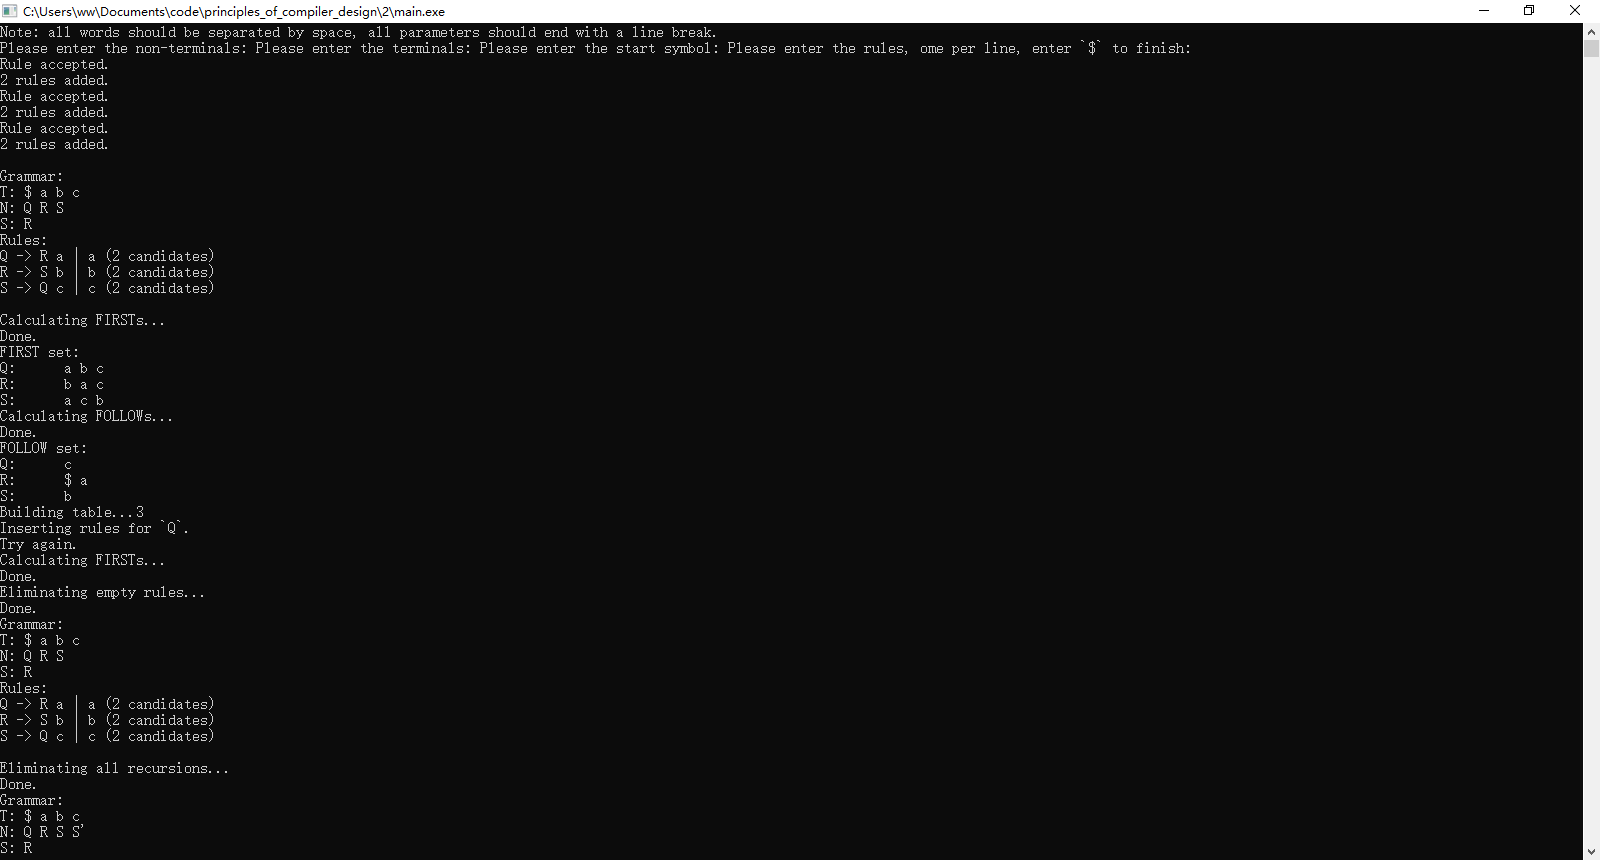 C:\Users\ww\Documents\code\principles_of_compiler_design\2\main.exe
Note: all words should be separated by space, all parameters should end with a line break.
Please enter the non-terminals: Please enter the terminals: Please enter the start symbol: Please enter the rules, ome per line, enter `$` to finish:
Rule accepted.
2 rules added.
Rule accepted.
2 rules added.
Rule accepted.
2 rules added.

Grammar:
T: $ a b c
N: Q R S
S: R
Rules:
Q -> R a | a (2 candidates)
R -> S b | b (2 candidates)
S -> Q c | c (2 candidates)

Calculating FIRSTs...
Done.
FIRST set:
Q:      a b c
R:      b a c
S:      a c b
Calculating FOLLOWs...
Done.
FOLLOW set:
Q:      c
R:      $ a
S:      b
Building table...3
Inserting rules for `Q`.
Try again.
Calculating FIRSTs...
Done.
Eliminating empty rules...
Done.
Grammar:
T: $ a b c
N: Q R S
S: R
Rules:
Q -> R a | a (2 candidates)
R -> S b | b (2 candidates)
S -> Q c | c (2 candidates)

Eliminating all recursions...
Done.
Grammar:
T: $ a b c
N: Q R S S'
S: R